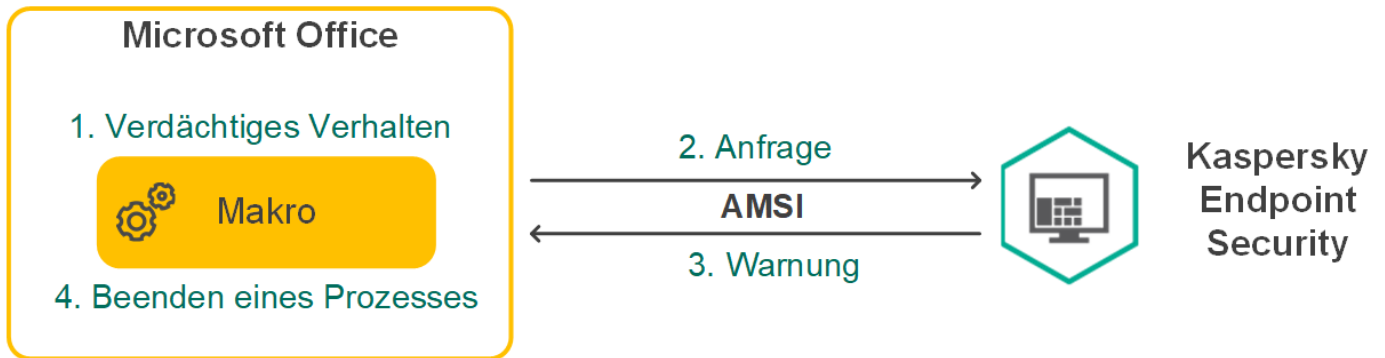 Microsoft Office
1. Verdächtiges Verhalten
Makro
4. Beenden eines Prozesses
2. Anfrage
AMSI
3. Warnung
Kaspersky
Endpoint
Security